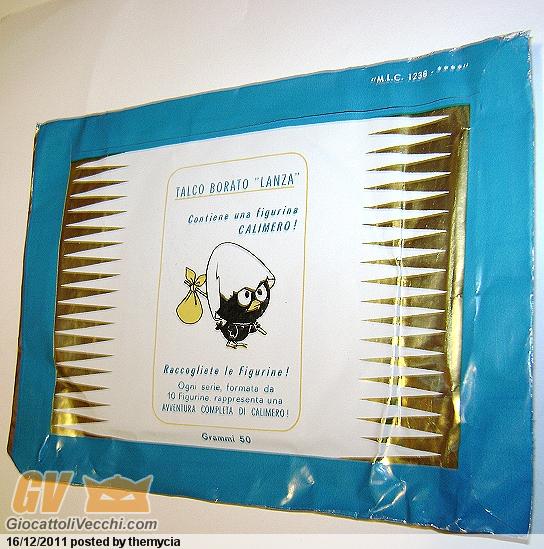 "M.L.C. 1236 - ****"
TALCO BORATO "LANZA"
Contiene una figurina
CALIMERO!
Raccogliete le Figurine!
Ogni serie, formata da
10 Figurine, rappresenta una
AVVENTURA COMPLETA DI CALIMERO!
Grammi 50
GV
GiocattoliVecchi.com
16/12/2011 posted by themycia